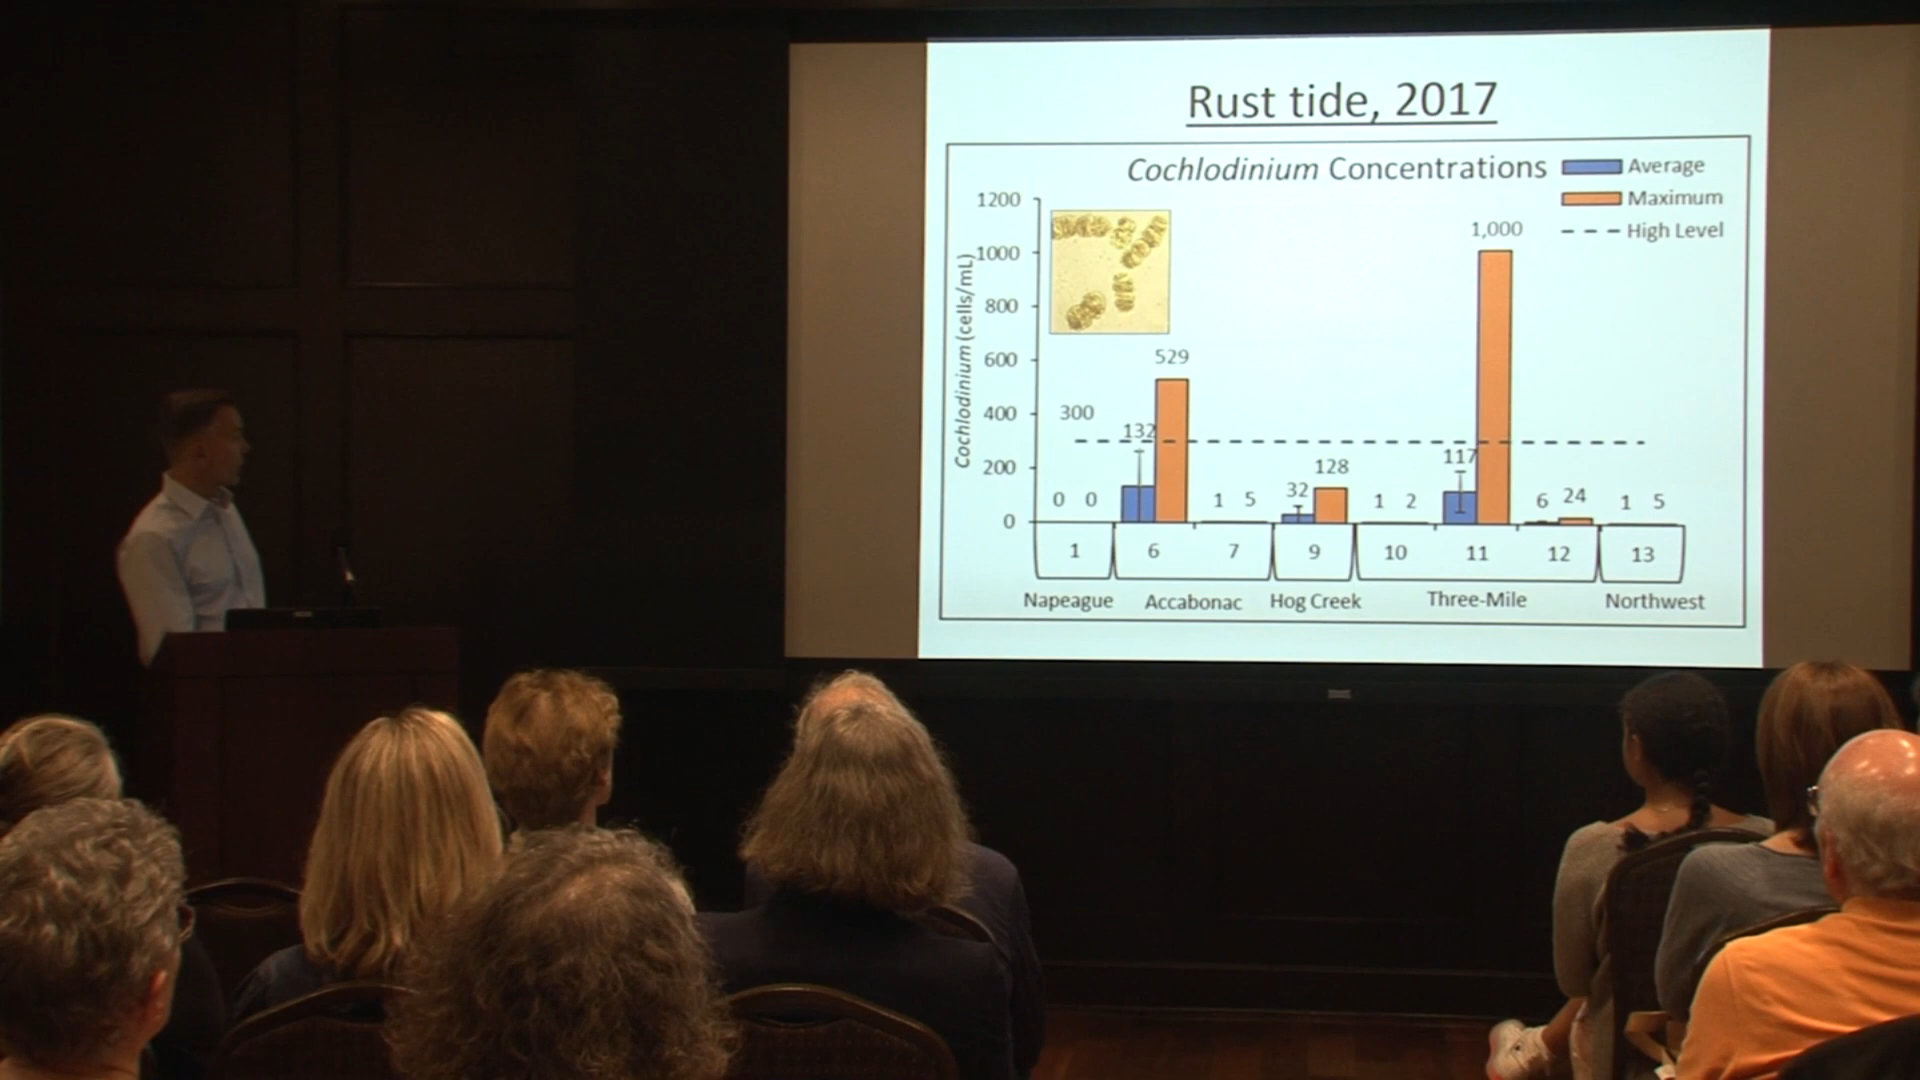 Rust tide, 2017
Cochlodinium Concentrations
Average
Maximum
High Level
Cochlodinium (cells/mL)
1200
1000
800
600
400
200
0
300
0 0
132 529
1 5
32 128
1 2
117 1,000
6 24
1 5
1 6 7 9 10 11 12 13
Napeague Accabonac Hog Creek Three-Mile Northwest